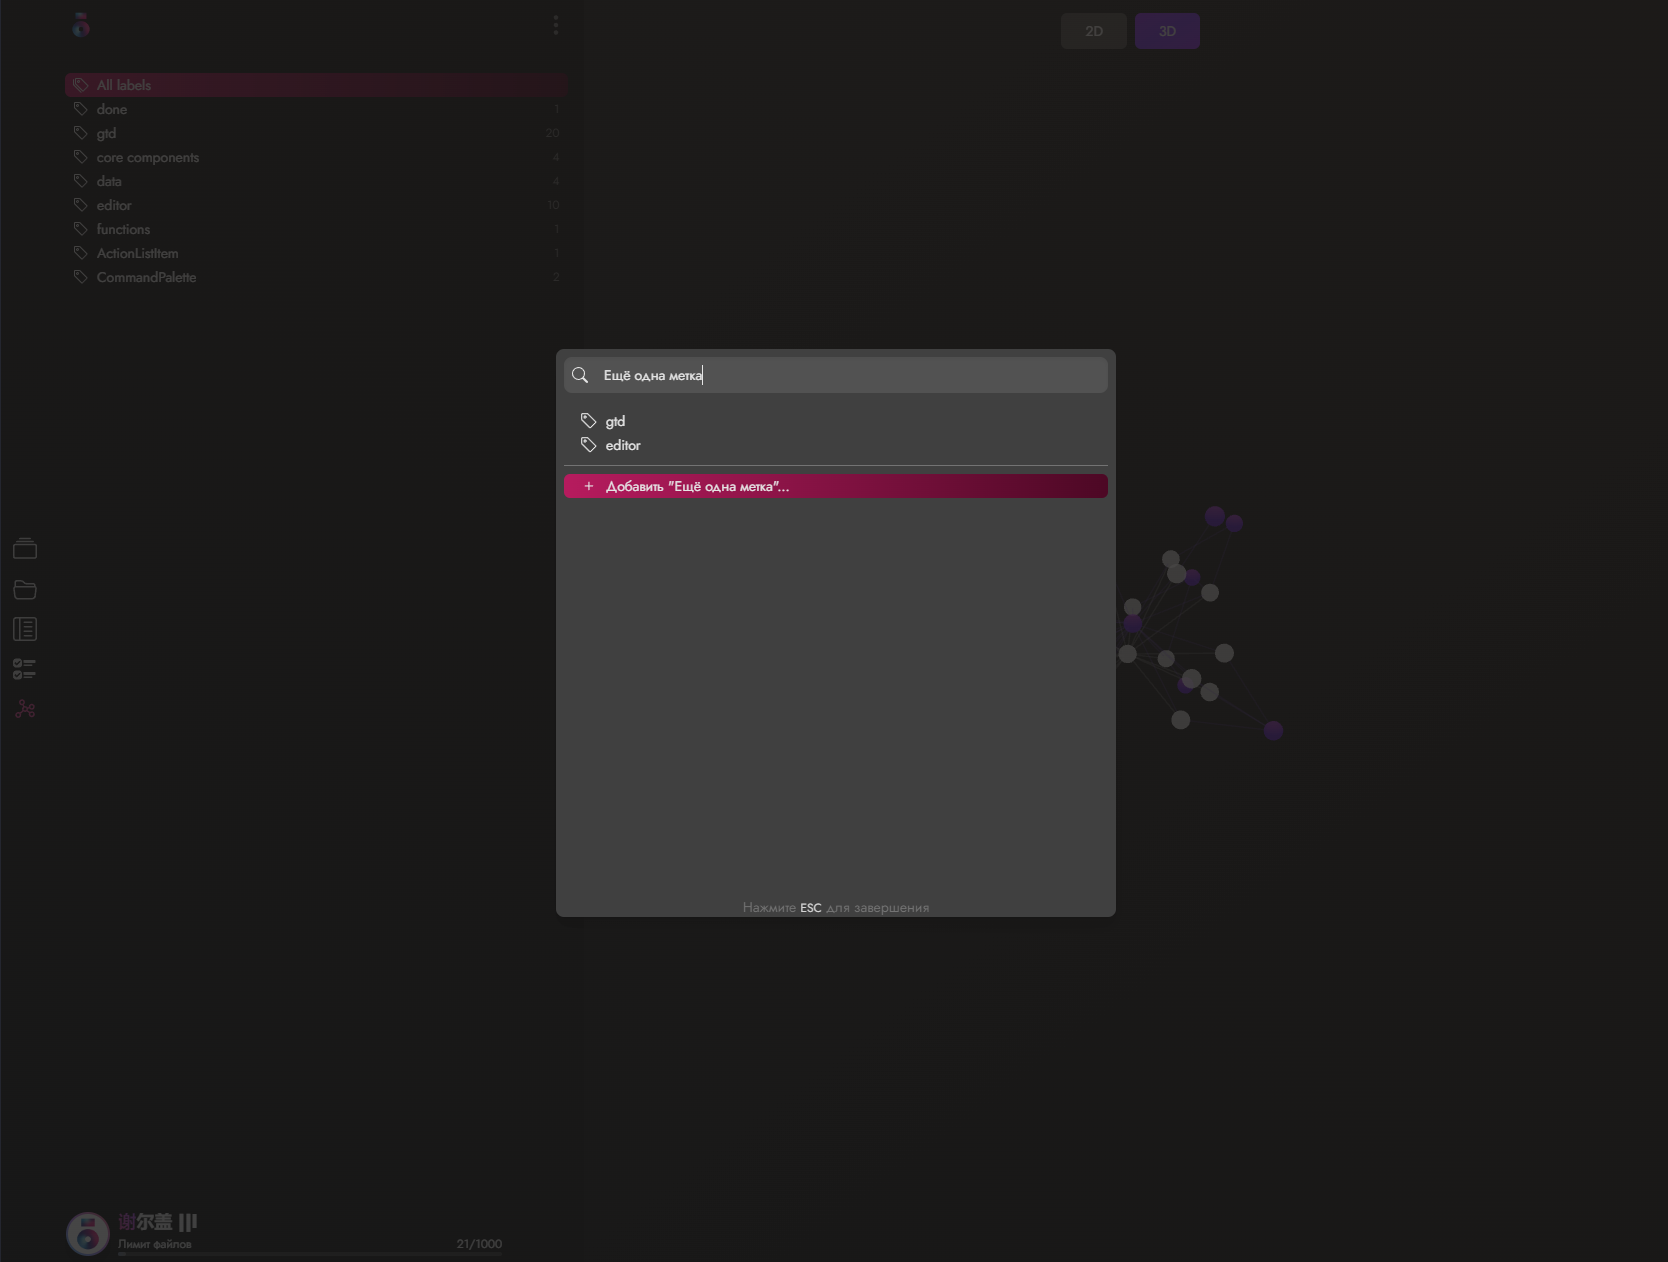 2D
3D
All labels
done 1
gtd 20
core components 4
data 4
editor 10
functions 1
ActionListItem 1
CommandPalette 2
Ещё одна метка
gtd
editor
+ Добавить "Ещё одна метка"...
Нажмите ESC для завершения
谢尔盖
Лимит файлов 21/1000